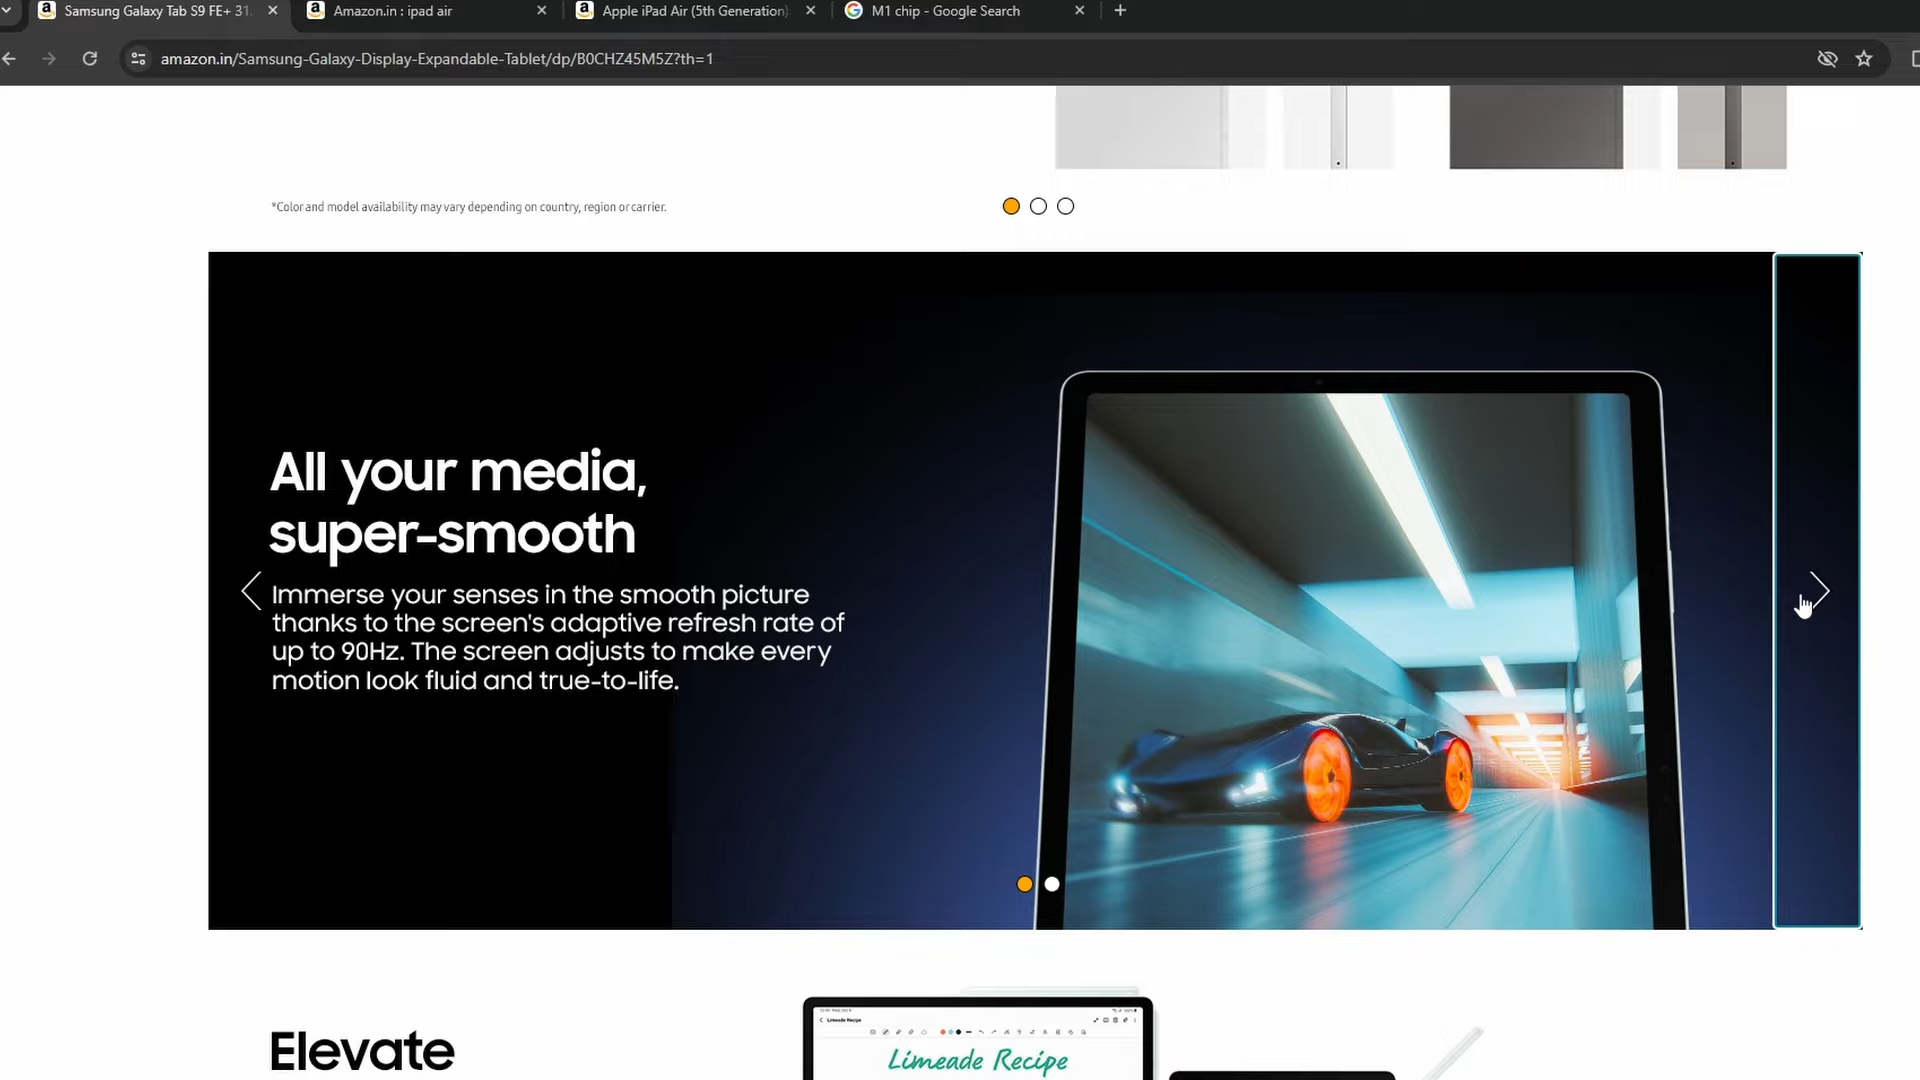 Samsung Galaxy Tab S9 FE+ 31.
Amazon.in : ipad air
Apple iPad Air (5th Generation)
M1 chip - Google Search
amazon.in/Samsung-Galaxy-Display-Expandable-Tablet/dp/B0CHZ45M5Z?th=1
*Color and model availability may vary depending on country, region or carrier.
All your media,
super-smooth
Immerse your senses in the smooth picture
thanks to the screen's adaptive refresh rate of
up to 90Hz. The screen adjusts to make every
motion look fluid and true-to-life.
Elevate
Limeade Recipe
Limeade Recipe